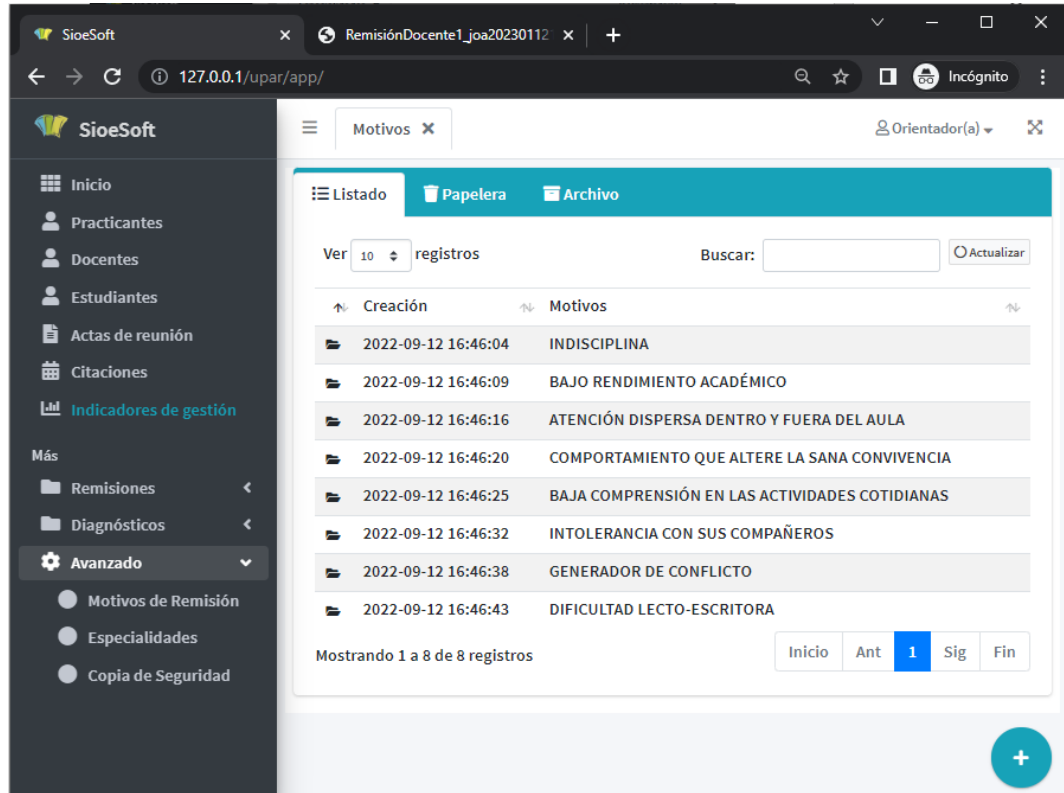 SioeSoft
RemisiónDocente1_joa20230112
127.0.0.1/upar/app/
Incógnito
SioeSoft
Inicio
Practicantes
Docentes
Estudiantes
Actas de reunión
Citaciones
Indicadores de gestión
Más
Remisiones
Diagnósticos
Avanzado
Motivos de Remisión
Especialidades
Copia de Seguridad
Motivos
Orientador(a)
Listado Papelera Archivo
Ver 10 registros Buscar: Actualizar
Creación Motivos
2022-09-12 16:46:04 INDISCIPLINA
2022-09-12 16:46:09 BAJO RENDIMIENTO ACADÉMICO
2022-09-12 16:46:16 ATENCIÓN DISPERSA DENTRO Y FUERA DEL AULA
2022-09-12 16:46:20 COMPORTAMIENTO QUE ALTERE LA SANA CONVIVENCIA
2022-09-12 16:46:25 BAJA COMPRENSIÓN EN LAS ACTIVIDADES COTIDIANAS
2022-09-12 16:46:32 INTOLERANCIA CON SUS COMPAÑEROS
2022-09-12 16:46:38 GENERADOR DE CONFLICTO
2022-09-12 16:46:43 DIFICULTAD LECTO-ESCRITORA
Mostrando 1 a 8 de 8 registros
Inicio Ant 1 Sig Fin